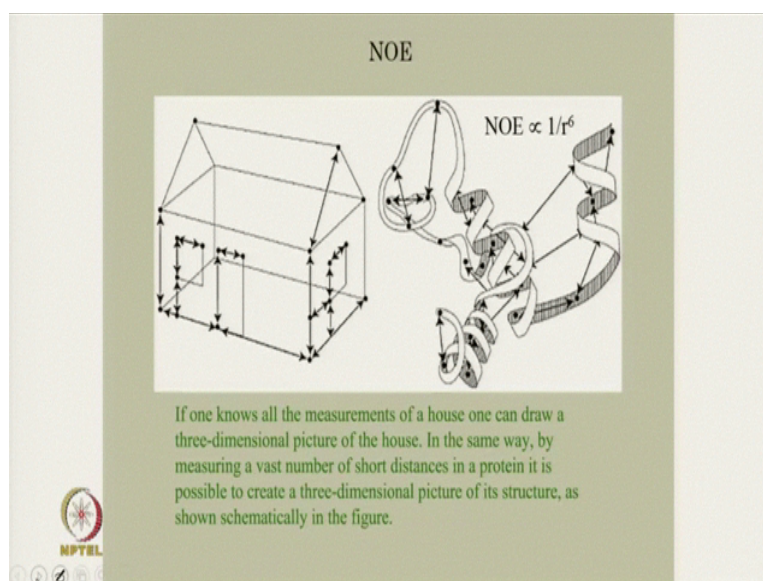 NOE
NOE ∝ 1/r⁶
If one knows all the measurements of a house one can draw a
three-dimensional picture of the house. In the same way, by
measuring a vast number of short distances in a protein it is
possible to create a three-dimensional picture of its structure, as
shown schematically in the figure.
NPTEL